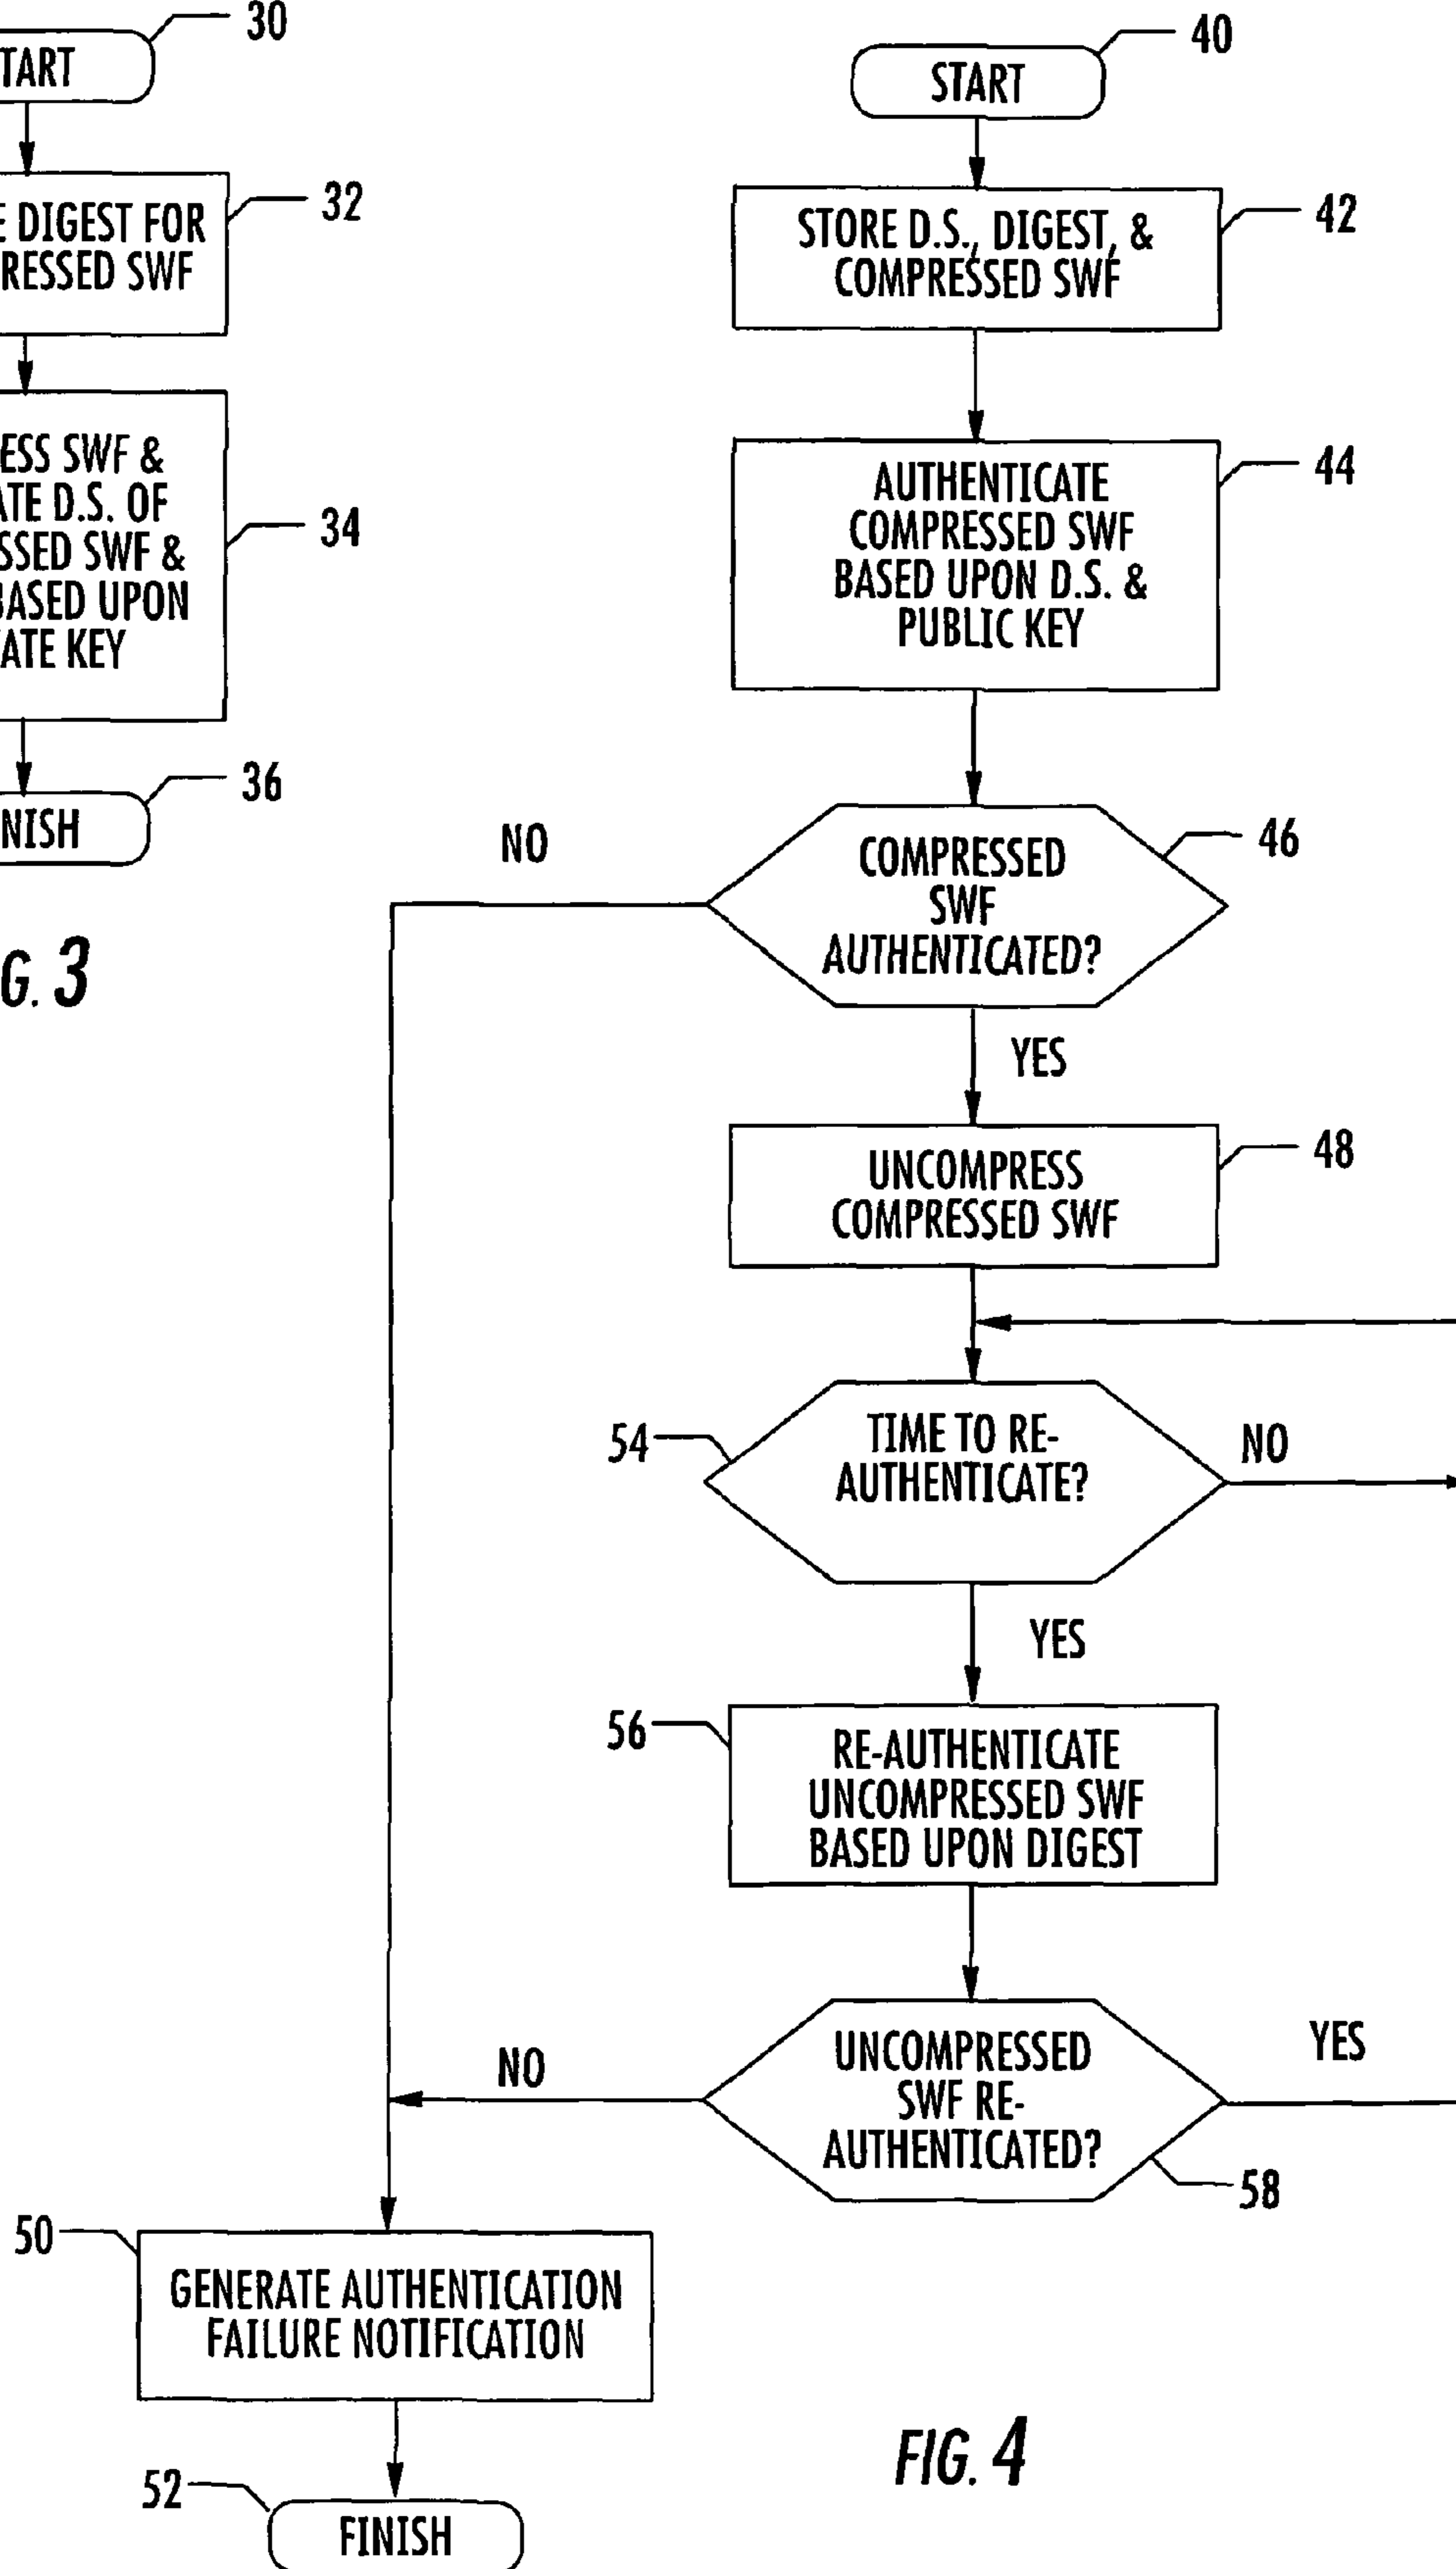 30
TART
32
E DIGEST FOR
RESSED SWF
34
ESS SWF &
ATE D.S. OF
SSED SWF &
BASED UPON
ATE KEY
36
NISH
G. 3
40
START
42
STORE D.S., DIGEST, &
COMPRESSED SWF
44
AUTHENTICATE
COMPRESSED SWF
BASED UPON D.S. &
PUBLIC KEY
46
COMPRESSED
SWF
AUTHENTICATED?
NO
YES
48
UNCOMPRESS
COMPRESSED SWF
54
TIME TO RE-
AUTHENTICATE?
NO
YES
56
RE-AUTHENTICATE
UNCOMPRESSED SWF
BASED UPON DIGEST
58
UNCOMPRESSED
SWF RE-
AUTHENTICATED?
NO
YES
50
GENERATE AUTHENTICATION
FAILURE NOTIFICATION
52
FINISH
FIG. 4